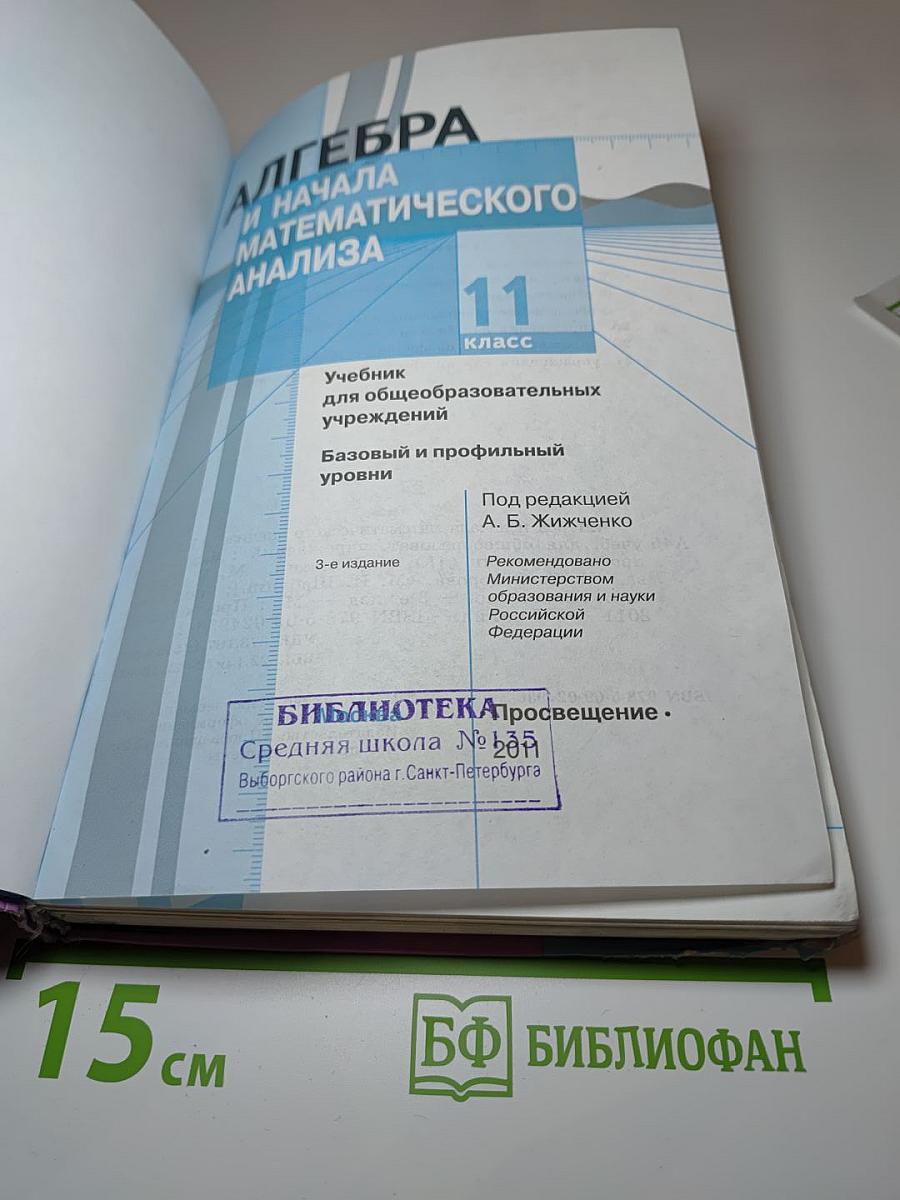 АЛГЕБРА
И НАЧАЛА
МАТЕМАТИЧЕСКОГО
АНАЛИЗА
11
класс
Учебник
для общеобразовательных
учреждений
Базовый и профильный
уровни
Под редакцией
А. Б. Жижченко
3-е издание
Рекомендовано
Министерством
образования и науки
Российской
Федерации
Москва
Просвещение •
2011
БИБЛИОТЕКА
Средняя школа №135
Выборгского района г.Санкт-Петербурга
15 см
БФ БИБЛИОФАН